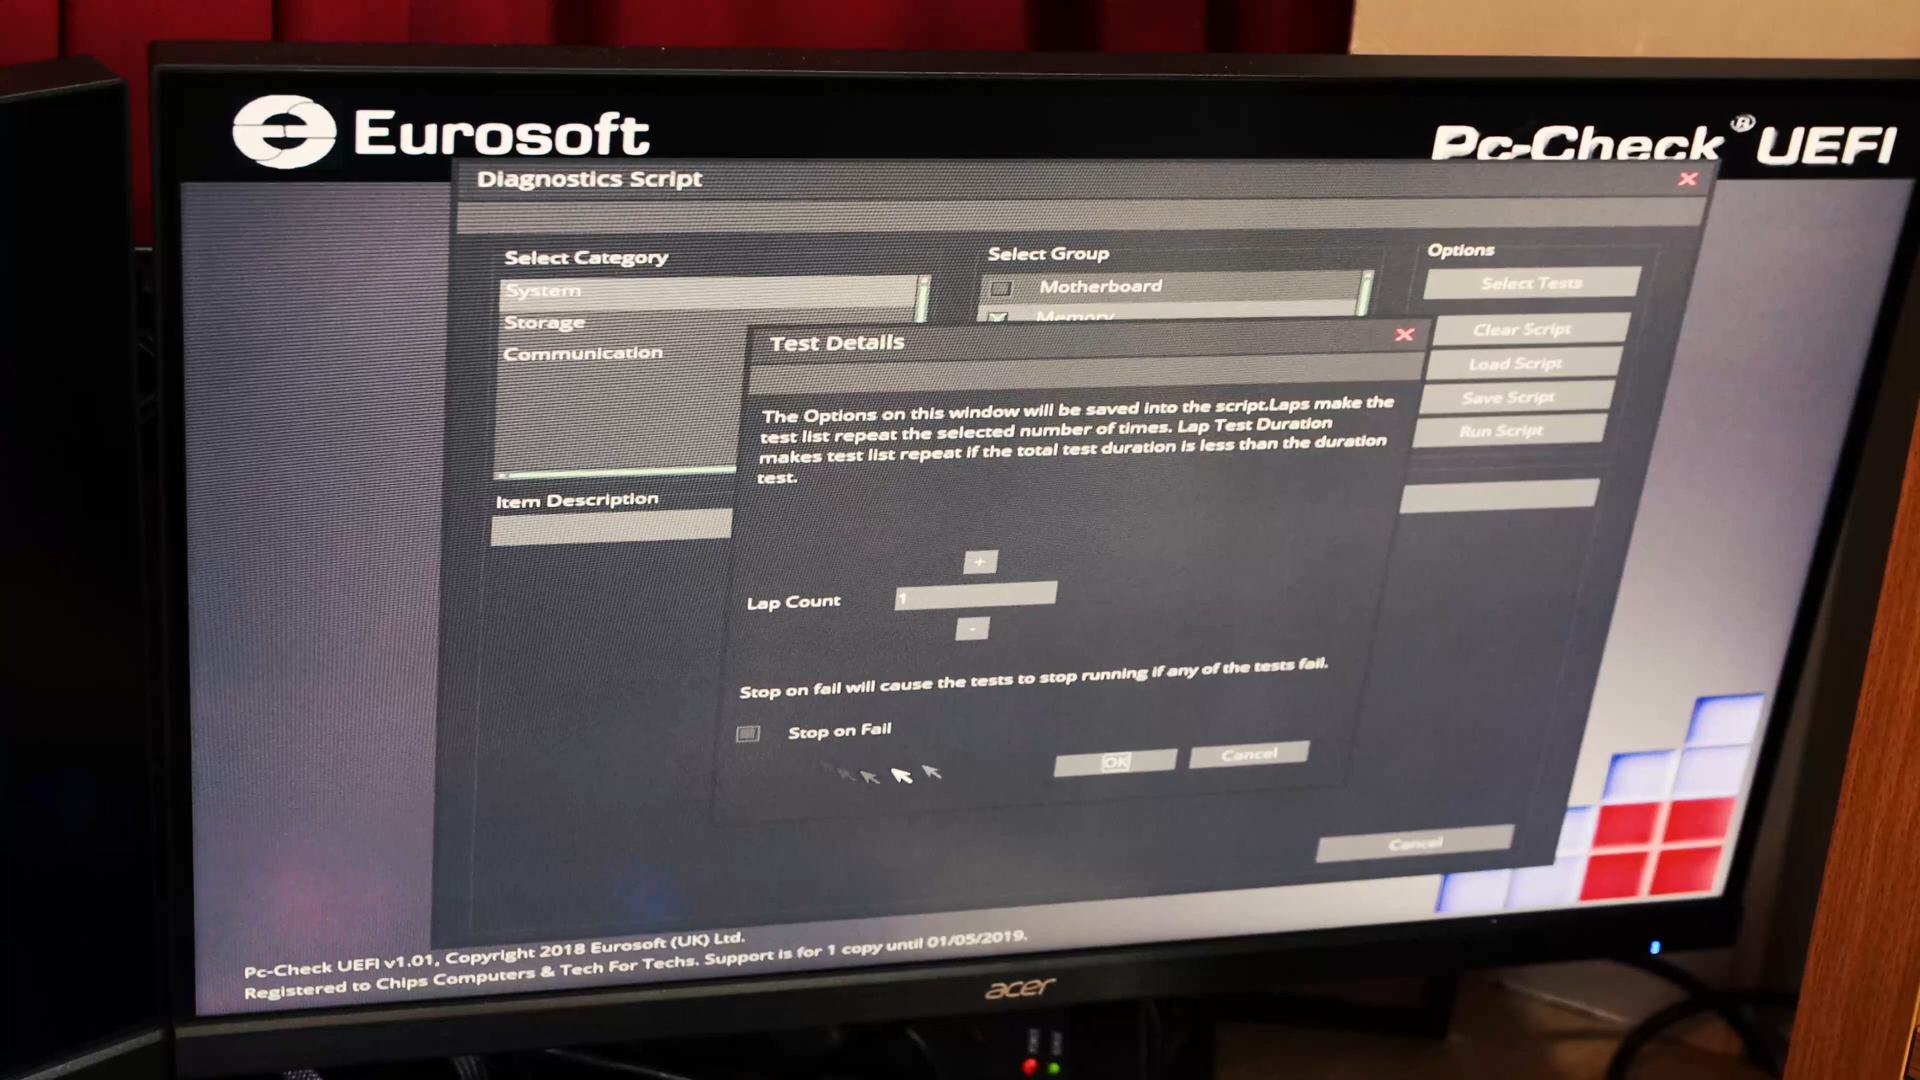 Eurosoft
Pc-Check® UEFI
Diagnostics Script
Select Category
System
Storage
Communication
Select Group
Motherboard
Memory
Options
Select Tests
Clear Script
Load Script
Save Script
Run Script
Item Description
Test Details
The Options on this window will be saved into the script.Laps make the
test list repeat the selected number of times. Lap Test Duration
makes test list repeat if the total test duration is less than the duration
test.
+
Lap Count
1
-
Stop on fail will cause the tests to stop running if any of the tests fail.
Stop on Fail
OK
Cancel
Cancel
Pc-Check UEFI v1.01, Copyright 2018 Eurosoft (UK) Ltd.
Registered to Chips Computers & Tech For Techs. Support is for 1 copy until 01/05/2019.
acer